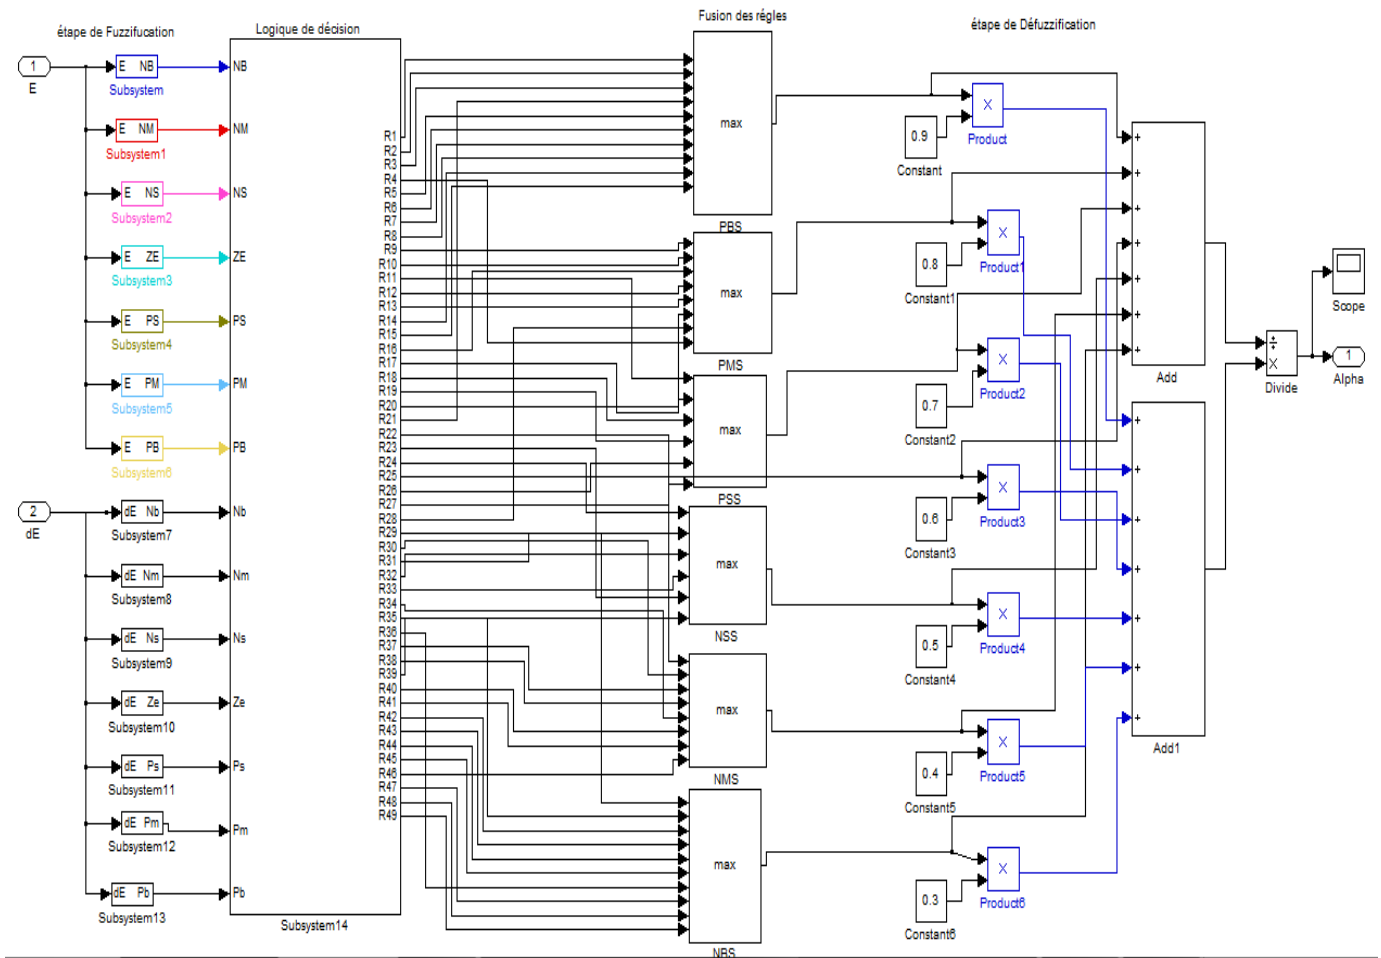 étape de Fuzzifucation
Logique de décision
Fusion des régles
étape de Défuzzification
1
E
E NB
Subsystem
E NM
Subsystem1
E NS
Subsystem2
E ZE
Subsystem3
E PS
Subsystem4
E PM
Subsystem5
E PB
Subsystem6
2
dE
dE Nb
Subsystem7
dE Nm
Subsystem8
dE Ns
Subsystem9
dE Ze
Subsystem10
dE Ps
Subsystem11
dE Pm
Subsystem12
dE Pb
Subsystem13
NB
NM
NS
ZE
PS
PM
PB
Nb
Nm
Ns
Ze
Ps
Pm
Pb
R1
R2
R3
R4
R5
R6
R7
R8
R9
R10
R11
R12
R13
R14
R15
R16
R17
R18
R19
R20
R21
R22
R23
R24
R25
R26
R27
R28
R29
R30
R31
R32
R33
R34
R35
R36
R37
R38
R39
R40
R41
R42
R43
R44
R45
R46
R47
R48
R49
Subsystem14
max
PBS
max
PMS
max
PSS
max
NSS
max
NMS
max
NBS
0.9
Constant
×
Product
0.8
Constant1
×
Product1
0.7
Constant2
×
Product2
0.6
Constant3
×
Product3
0.5
Constant4
×
Product4
0.4
Constant5
×
Product5
0.3
Constant6
×
Product6
+
+
+
+
+
+
+
Add
+
+
+
+
+
+
+
Add1
÷
×
Divide
Scope
1
Alpha